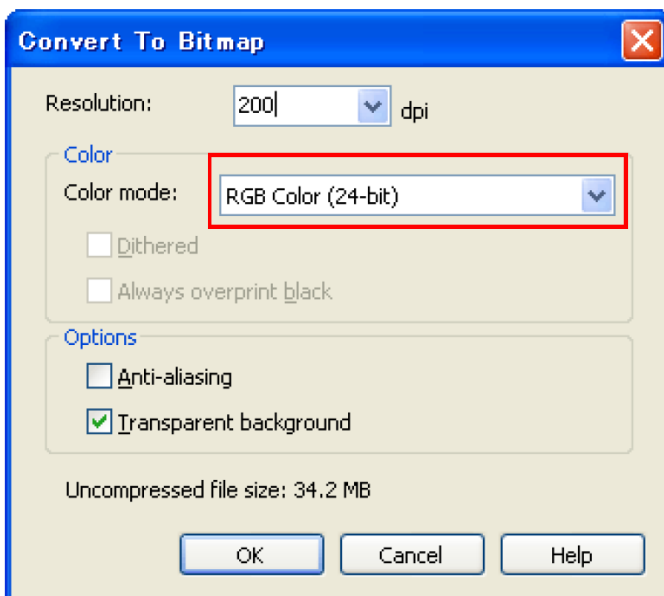 Convert To Bitmap
Resolution: 200 dpi
Color
Color mode: RGB Color (24-bit)
Dithered
Always overprint black
Options
Anti-aliasing
Transparent background
Uncompressed file size: 34.2 MB
OK Cancel Help